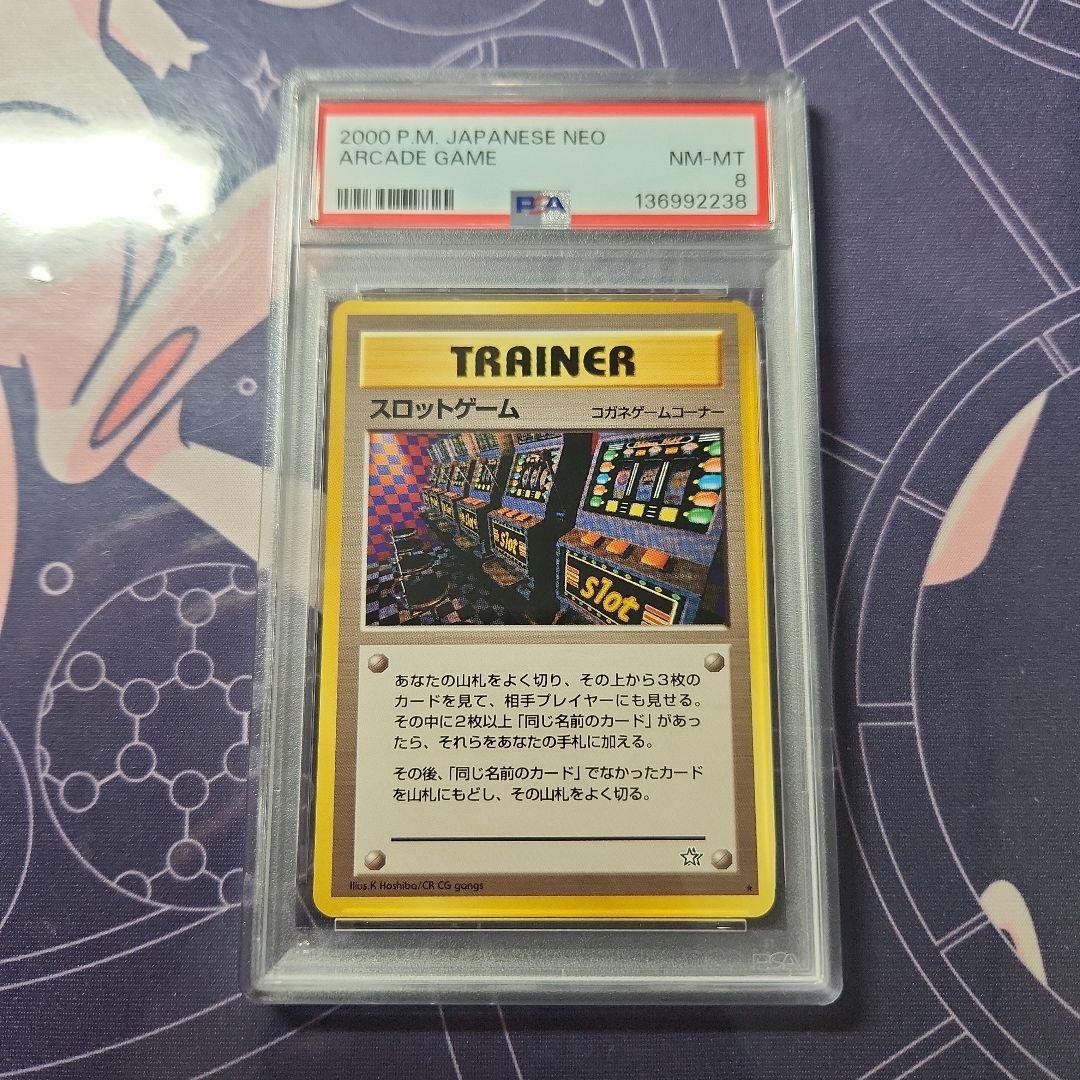 2000 P.M. JAPANESE NEO
ARCADE GAME NM-MT
8
PSA 136992238
TRAINER
スロットゲーム コガネゲームコーナー
slot
slot
あなたの山札をよく切り、その上から3枚の
カードを見て、相手プレイヤーにも見せる。
その中に2枚以上「同じ名前のカード」があっ
たら、それらをあなたの手札に加える。
その後、「同じ名前のカード」でなかったカード
を山札にもどし、その山札をよく切る。
Illus.K Hoshiba/CR CG gangs
PSA